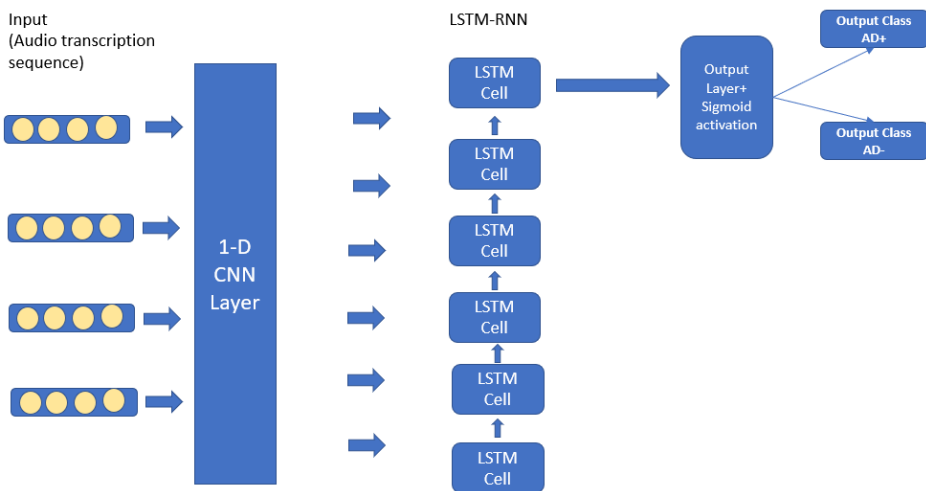 Input
(Audio transcription
sequence)
1-D
CNN
Layer
LSTM-RNN
LSTM
Cell
LSTM
Cell
LSTM
Cell
LSTM
Cell
LSTM
Cell
LSTM
Cell
Output
Layer+
Sigmoid
activation
Output Class
AD+
Output Class
AD-